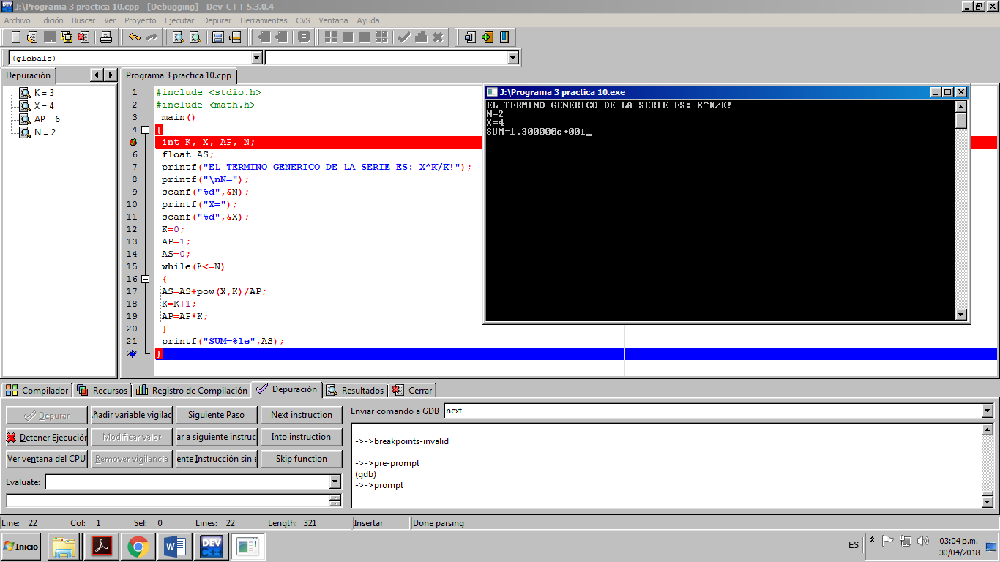 J:\Programa 3 practica 10.cpp - [Debugging] - Dev-C++ 5.3.0.4
Archivo Edición Buscar Ver Proyecto Ejecutar Depurar Herramientas CVS Ventana Ayuda
(globals)
Depuración
K = 3
X = 4
AP = 6
N = 2
Programa 3 practica 10.cpp
1 #include <stdio.h>
2 #include <math.h>
3 main()
4 {
int K, X, AP, N;
6 float AS;
7 printf("EL TERMINO GENERICO DE LA SERIE ES: X^K/K!");
8 printf("\nN=");
9 scanf("%d",&N);
10 printf("X=");
11 scanf("%d",&X);
12 K=0;
13 AP=1;
14 AS=0;
15 while(K<=N)
16 {
17 AS=AS+pow(X,K)/AP;
18 K=K+1;
19 AP=AP*K;
20 }
21 printf("SUM=%le",AS);
22 }
J:\Programa 3 practica 10.exe
EL TERMINO GENERICO DE LA SERIE ES: X^K/K!
N=2
X=4
SUM=1.300000e+001_
Compilador Recursos Registro de Compilación Depuración Resultados Cerrar
Depurar ñadir variable vigilad Siguiente Paso Next instruction
Detener Ejecución Modificar valor ar a siguiente instruc Into instruction
Ver ventana del CPU Remover vigilancia ente Instrucción sin e Skip function
Evaluate:
Enviar comando a GDB next
->->breakpoints-invalid
->->pre-prompt
(gdb)
->->prompt
Line: 22 Col: 1 Sel: 0 Lines: 22 Length: 321 Insertar Done parsing
Inicio
DEV C++
ES
03:04 p.m.
30/04/2018